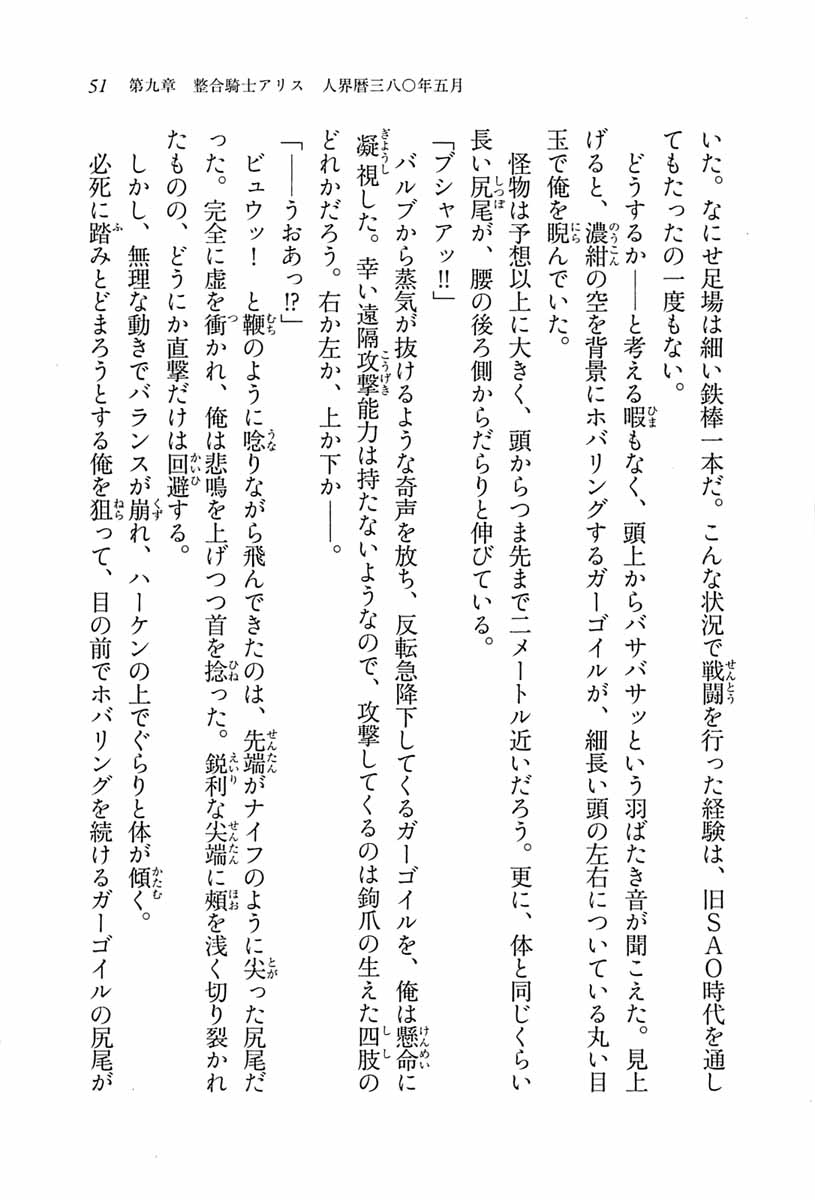 51　第九章　整合騎士アリス　人界暦三八〇年五月
いた。なにせ足場は細い鉄棒一本だ。こんな状況で戦闘を行った経験は、旧ＳＡＯ時代を通し
てもたったの一度もない。
　どうするか――と考える暇もなく、頭上からバサバサッという羽ばたき音が聞こえた。見上
げると、濃紺の空を背景にホバリングするガーゴイルが、細長い頭の左右についている丸い目
玉で俺を睨んでいた。
　怪物は予想以上に大きく、頭からつま先まで二メートル近いだろう。更に、体と同じくらい
長い尻尾が、腰の後ろ側からだらりと伸びている。
「ブシャアッ!!」
　バルブから蒸気が抜けるような奇声を放ち、反転急降下してくるガーゴイルを、俺は懸命に
凝視した。幸い遠隔攻撃能力は持たないようなので、攻撃してくるのは鉤爪の生えた四肢の
どれかだろう。右か左か、上か下か――。
「――うおあっ!?」
　ビュウッ！　と鞭のように唸りながら飛んできたのは、先端がナイフのように尖った尻尾だ
った。完全に虚を衝かれ、俺は悲鳴を上げつつ首を捻った。鋭利な尖端に頬を浅く切り裂かれ
たものの、どうにか直撃だけは回避する。
　しかし、無理な動きでバランスが崩れ、ハーケンの上でぐらりと体が傾く。
　必死に踏みとどまろうとする俺を狙って、目の前でホバリングを続けるガーゴイルの尻尾が